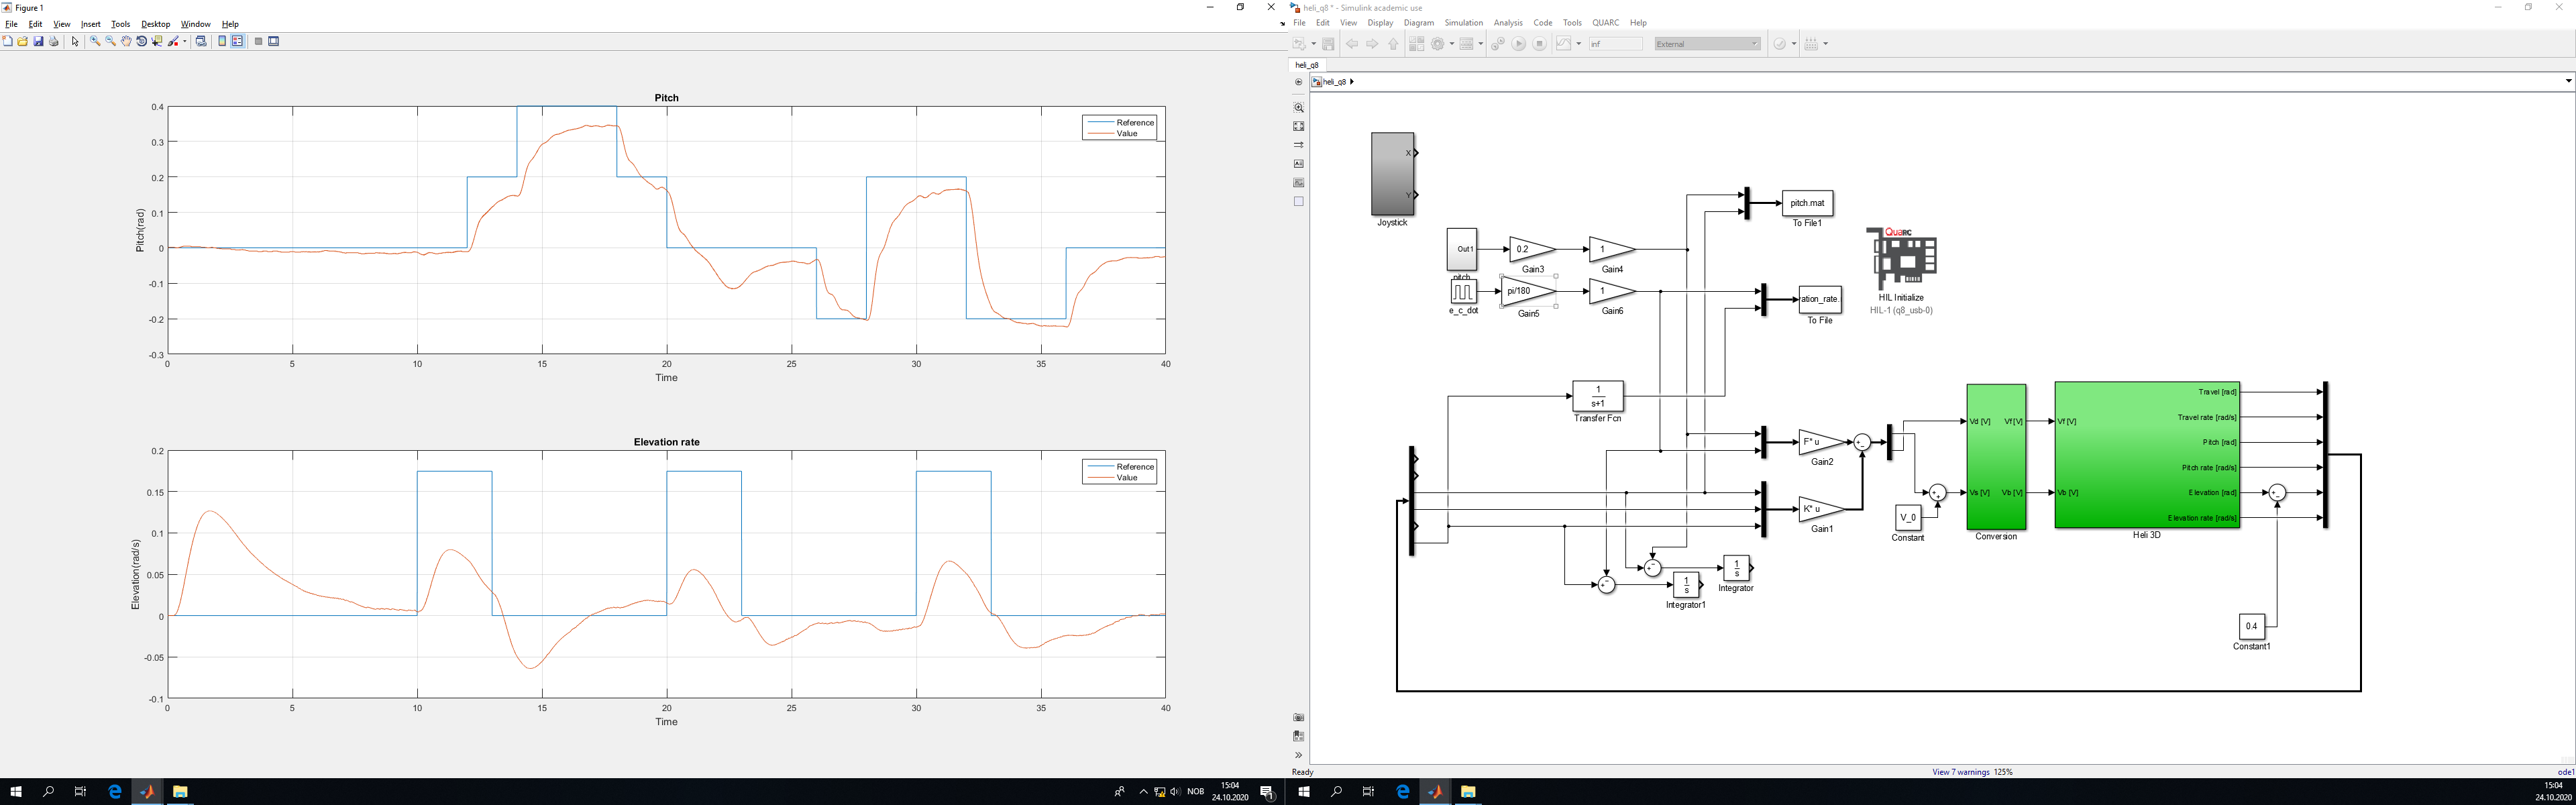 Figure 1
File Edit View Insert Tools Desktop Window Help
Pitch
Reference
Value
0.4
0.3
0.2
0.1
0
-0.1
-0.2
-0.3
Pitch(rad)
0 5 10 15 20 25 30 35 40
Time
Elevation rate
Reference
Value
0.2
0.15
0.1
0.05
0
-0.05
-0.1
Elevation(rad/s)
0 5 10 15 20 25 30 35 40
Time
NOB
15:04
24.10.2020
heli_q8 * - Simulink academic use
File Edit View Display Diagram Simulation Analysis Code Tools QUARC Help
inf
External
heli_q8
heli_q8
X
Y
Joystick
pitch.mat
To File1
Out1
pitch
0.2
Gain3
1
Gain4
QuaRC
HIL Initialize
HIL-1 (q8_usb-0)
e_c_dot
pi/180
Gain5
1
Gain6
ation_rate.
To File
1
s+1
Transfer Fcn
F* u
Gain2
K* u
Gain1
V_0
Constant
Vd [V] Vf [V]
Vs [V] Vb [V]
Conversion
Vf [V]
Vb [V]
Travel [rad]
Travel rate [rad/s]
Pitch [rad]
Pitch rate [rad/s]
Elevation [rad]
Elevation rate [rad/s]
Heli 3D
1
s
Integrator
1
s
Integrator1
0.4
Constant1
Ready
View 7 warnings 125%
ode1
15:04
24.10.2020